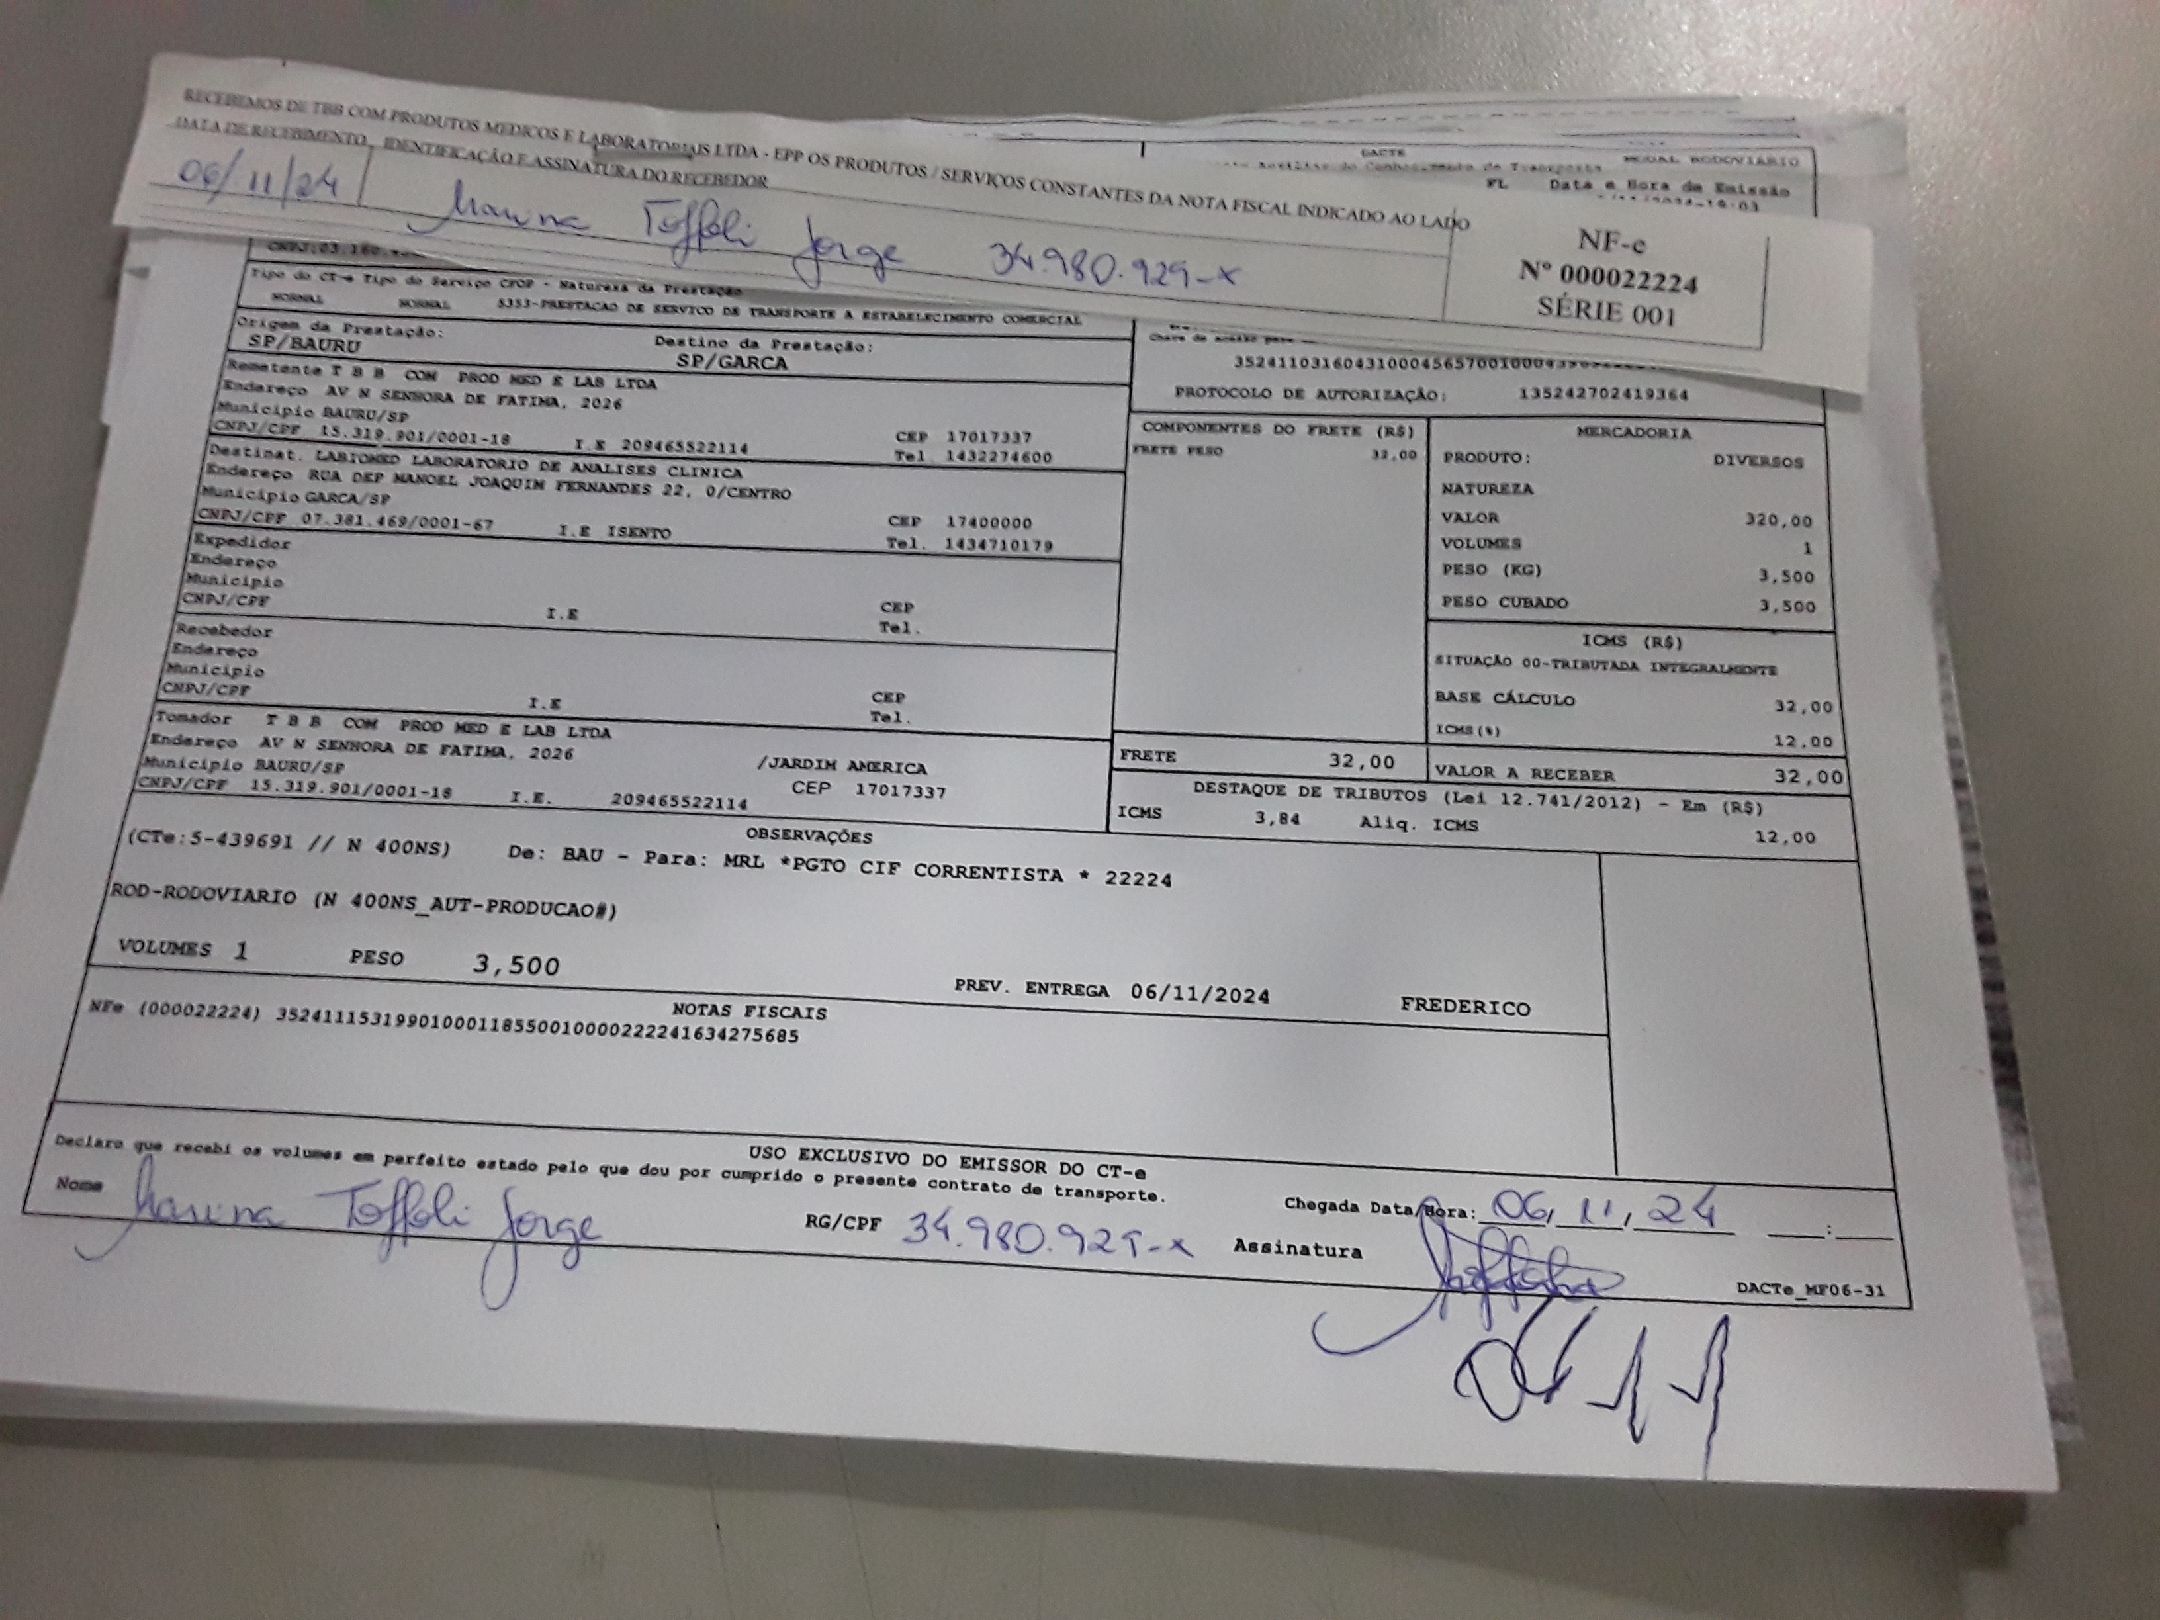 RECEBEMOS DE TBB COM PRODUTOS MEDICOS E LABORATORIAIS LTDA - EPP OS PRODUTOS / SERVIÇOS CONSTANTES DA NOTA FISCAL INDICADO AO LADO
DATA DE RECEBIMENTO IDENTIFICAÇÃO E ASSINATURA DO RECEBEDOR
06/11/24 Marina Toffoli Jorge 34.980.929-x
NF-e
Nº 000022224
SÉRIE 001
DACTE MODAL RODOVIARIO
Auxiliar do Conhecimento de Transporte
FL Data e Hora de Emissão
Tipo do CT-e Tipo do Serviço CFOP - Natureza da Prestação
NORMAL NORMAL 5353-PRESTACAO DE SERVICO DE TRANSPORTE A ESTABELECIMENTO COMERCIAL
Origem da Prestação: Destino da Prestação:
SP/BAURU SP/GARCA
Remetente T B B COM PROD MED E LAB LTDA
Endereço AV N SENHORA DE FATIMA, 2026
Município BAURU/SP CEP 17017337
CNPJ/CPF 15.319.901/0001-18 I.E 209465522114 Tel 1432274600
Destinat. LABIOMED LABORATORIO DE ANALISES CLINICA
Endereço RUA DEP MANOEL JOAQUIM FERNANDES 22, 0/CENTRO
Município GARCA/SP CEP 17400000
CNPJ/CPF 07.381.469/0001-67 I.E ISENTO Tel. 1434710179
Expedidor
Endereço
Município CEP
CNPJ/CPF I.E Tel.
Recebedor
Endereço
Município CEP
CNPJ/CPF I.E Tel.
Tomador T B B COM PROD MED E LAB LTDA
Endereço AV N SENHORA DE FATIMA, 2026 /JARDIM AMERICA
Município BAURU/SP CEP 17017337
CNPJ/CPF 15.319.901/0001-18 I.E. 209465522114
PROTOCOLO DE AUTORIZAÇÃO: 135242702419364
COMPONENTES DO FRETE (R$)
FRETE PESO 32,00
MERCADORIA
PRODUTO: DIVERSOS
NATUREZA
VALOR 320,00
VOLUMES 1
PESO (KG) 3,500
PESO CUBADO 3,500
ICMS (R$)
SITUAÇÃO 00-TRIBUTADA INTEGRALMENTE
BASE CÁLCULO 32,00
ICMS(%) 12,00
FRETE 32,00 VALOR A RECEBER 32,00
DESTAQUE DE TRIBUTOS (Lei 12.741/2012) - Em (R$)
ICMS 3,84 Aliq. ICMS 12,00
OBSERVAÇÕES
(CTe:5-439691 // N 400NS) De: BAU - Para: MRL *PGTO CIF CORRENTISTA * 22224
ROD-RODOVIARIO (N 400NS_AUT-PRODUCAO#)
VOLUMES 1 PESO 3,500 PREV. ENTREGA 06/11/2024 FREDERICO
NOTAS FISCAIS
NFe (000022224) 35241115319901000118550010000222241634275685
USO EXCLUSIVO DO EMISSOR DO CT-e
Declaro que recebi os volumes em perfeito estado pelo que dou por cumprido o presente contrato de transporte.
Chegada Data/Hora: 06/11/24 __:__
Nome Marina Toffoli Jorge RG/CPF 34.980.929-x Assinatura
DACTe_MF06-31